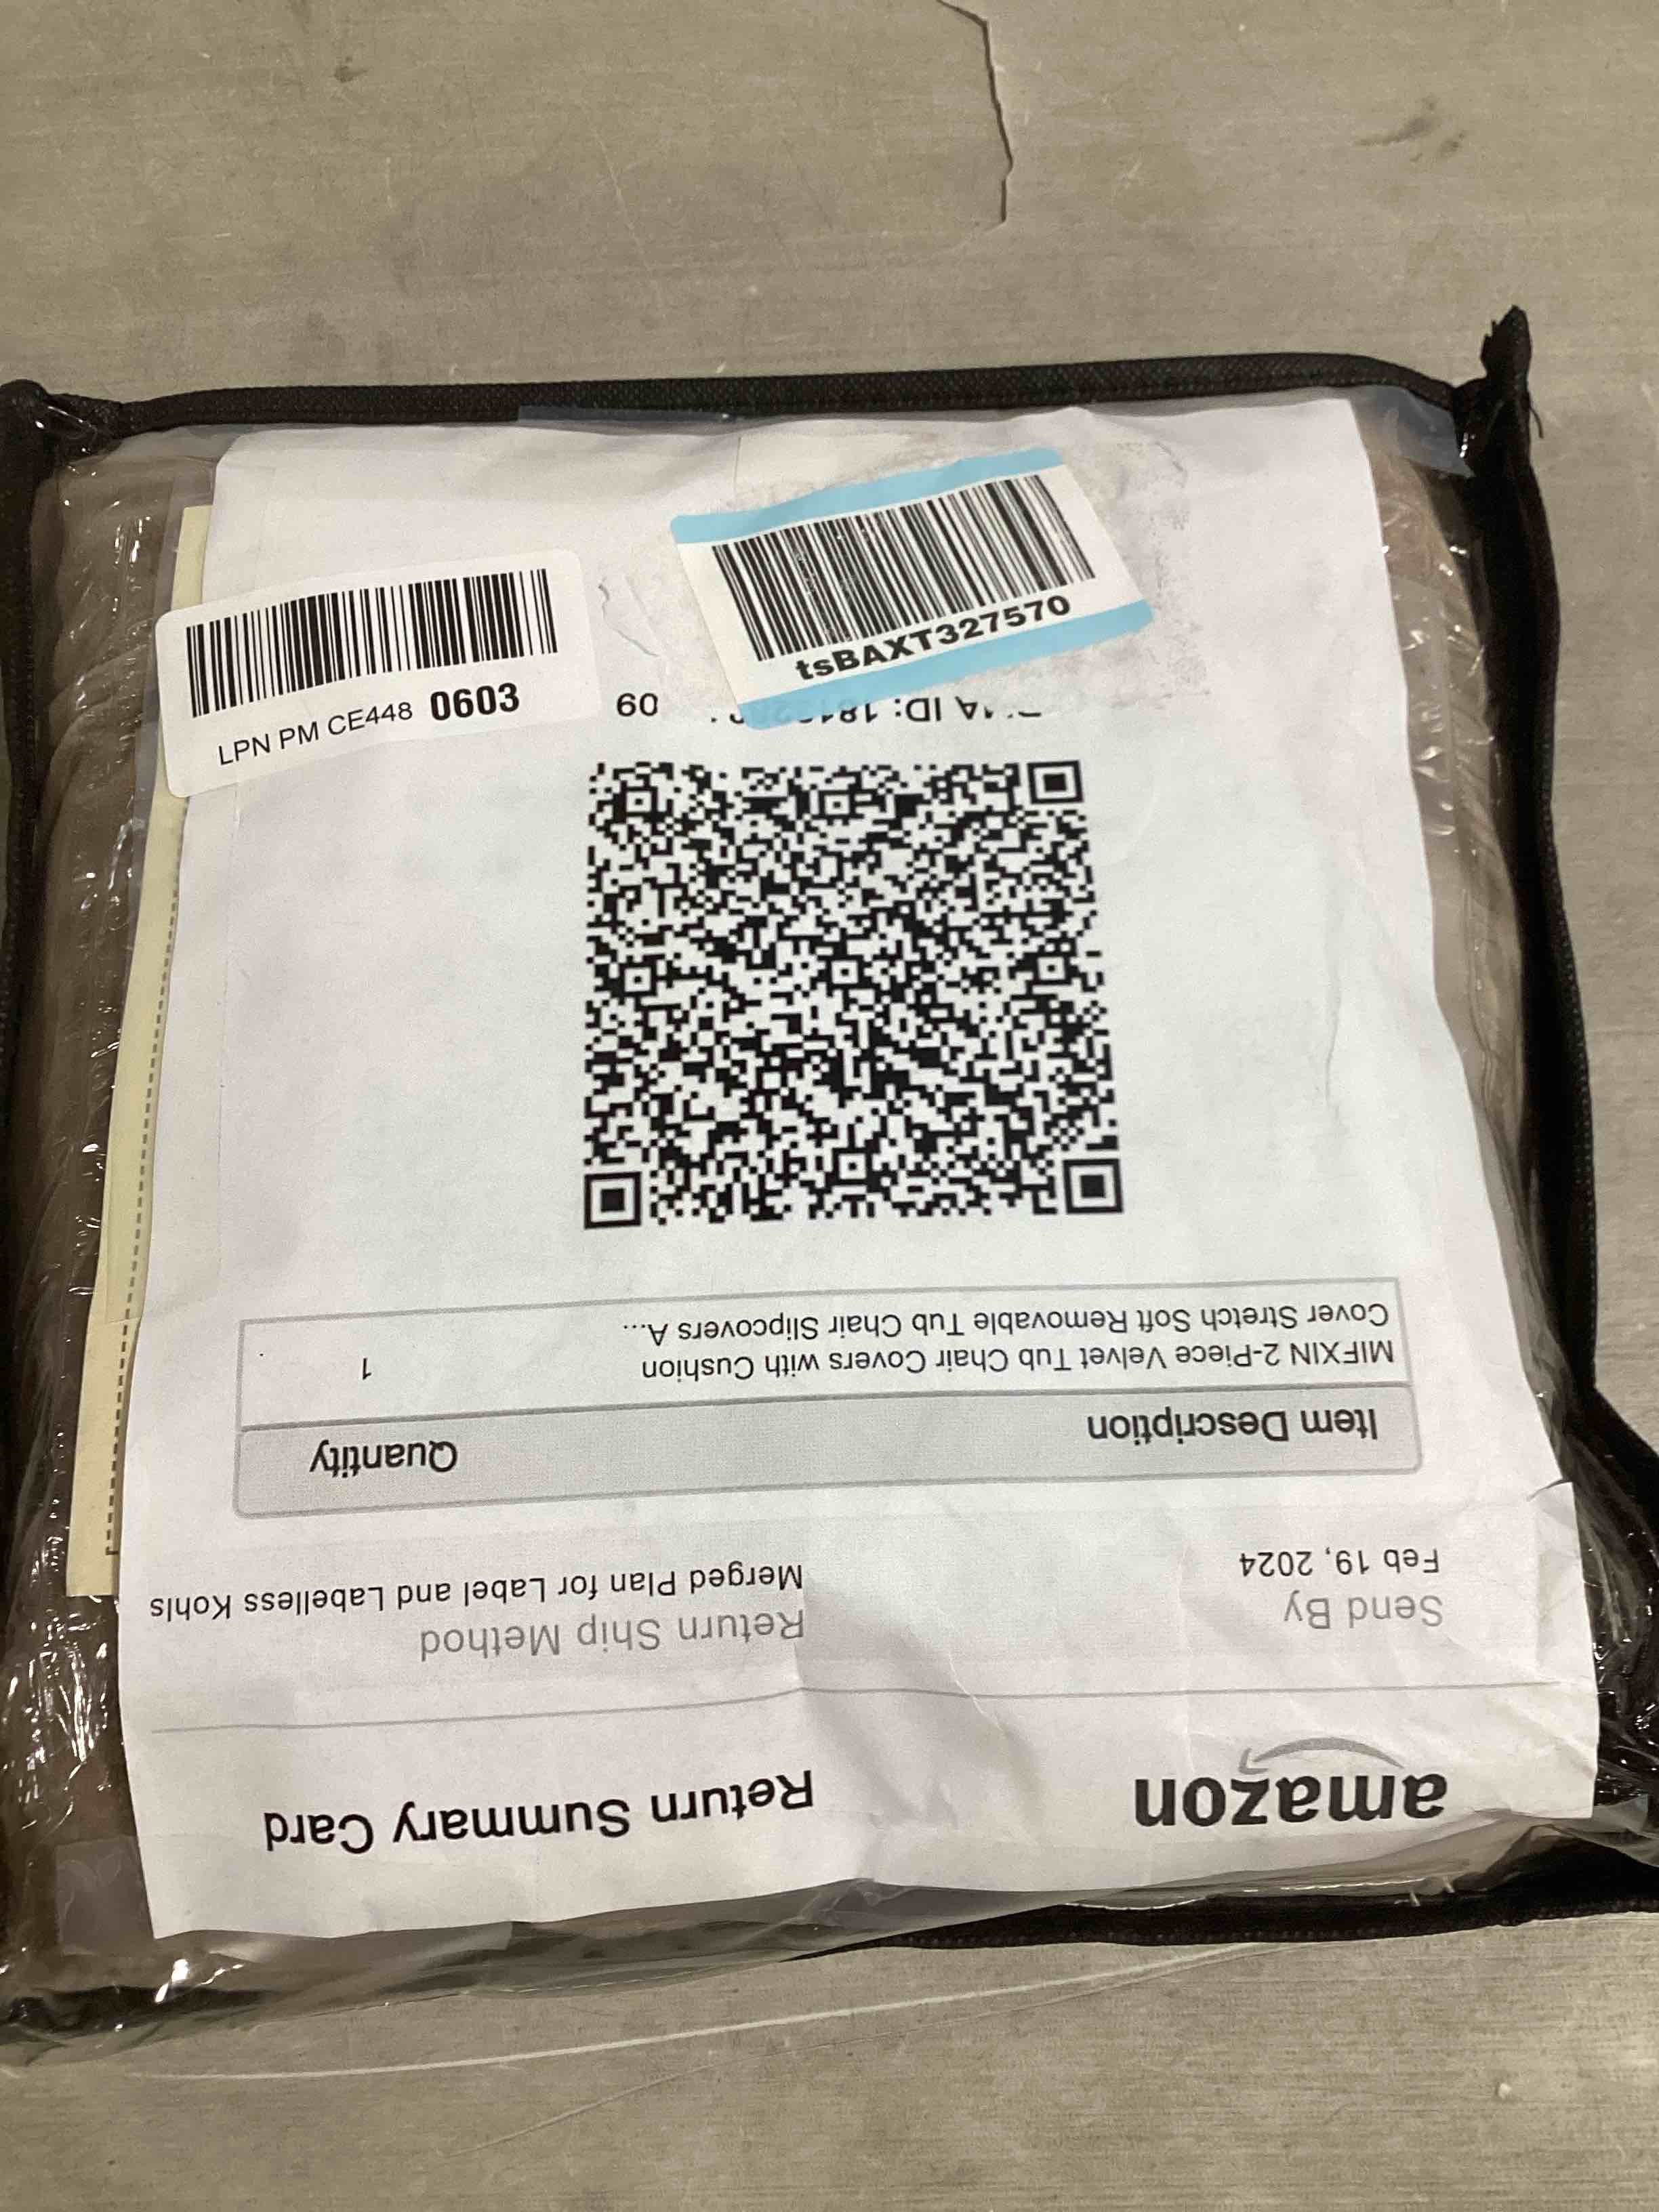 amazon
Return Summary Card
Send By
Feb 19, 2024
Return Ship Method
Merged Plan for Label and Labelless Kohls
Item Description
Quantity
MIFXIN 2-Piece Velvet Tub Chair Covers with Cushion
Cover Stretch Soft Removable Tub Chair Slipcovers A...
1
ID:
LPN PM CE448 0603
tsBAXT327570